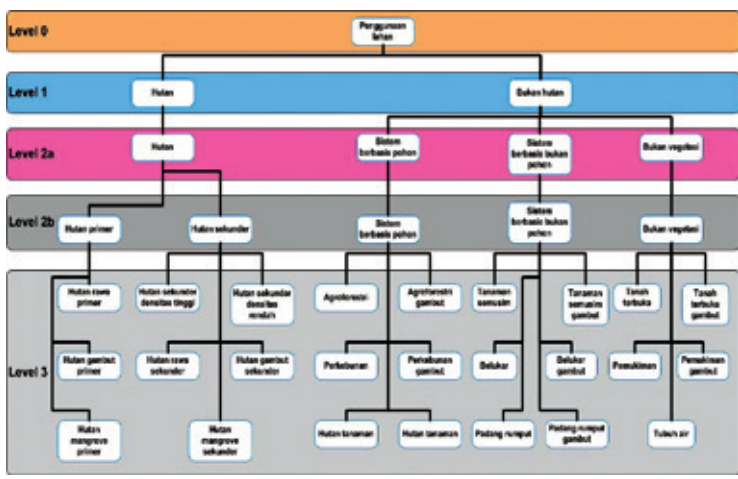 Level 0
Penggunaan
lahan
Level 1
Hutan
Bukan hutan
Level 2a
Hutan
Sistem
berbasis pohon
Sistem
berbasis bukan
pohon
Bukan vegetasi
Level 2b
Hutan primer
Hutan sekunder
Sistem
berbasis pohon
Sistem
berbasis bukan
pohon
Bukan vegetasi
Level 3
Hutan rawa
primer
Hutan sekunder
densitas tinggi
Hutan sekunder
densitas
rendah
Agroforestri
Agroforestri
gambut
Tanaman
semusim
Tanaman
semusim
gambut
Tanah
terbuka
Tanah
terbuka
gambut
Hutan gambut
primer
Hutan rawa
sekunder
Hutan gambut
sekunder
Perkebunan
Perkebunan
gambut
Belukar
Belukar
gambut
Pemukiman
Pemukiman
gambut
Hutan
mangrove
primer
Hutan
mangrove
sekunder
Hutan tanaman
Hutan tanaman
Padang rumput
Padang rumput
gambut
Tubuh air